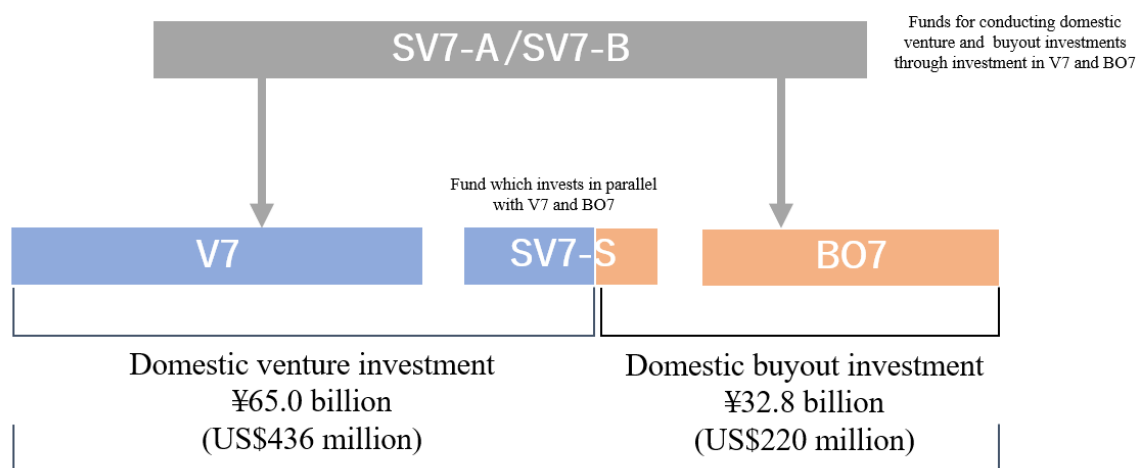 SV7-A/SV7-B
Funds for conducting domestic
venture and buyout investments
through investment in V7 and BO7
Fund which invests in parallel
with V7 and BO7
V7
SV7-S
BO7
Domestic venture investment
¥65.0 billion
(US$436 million)
Domestic buyout investment
¥32.8 billion
(US$220 million)